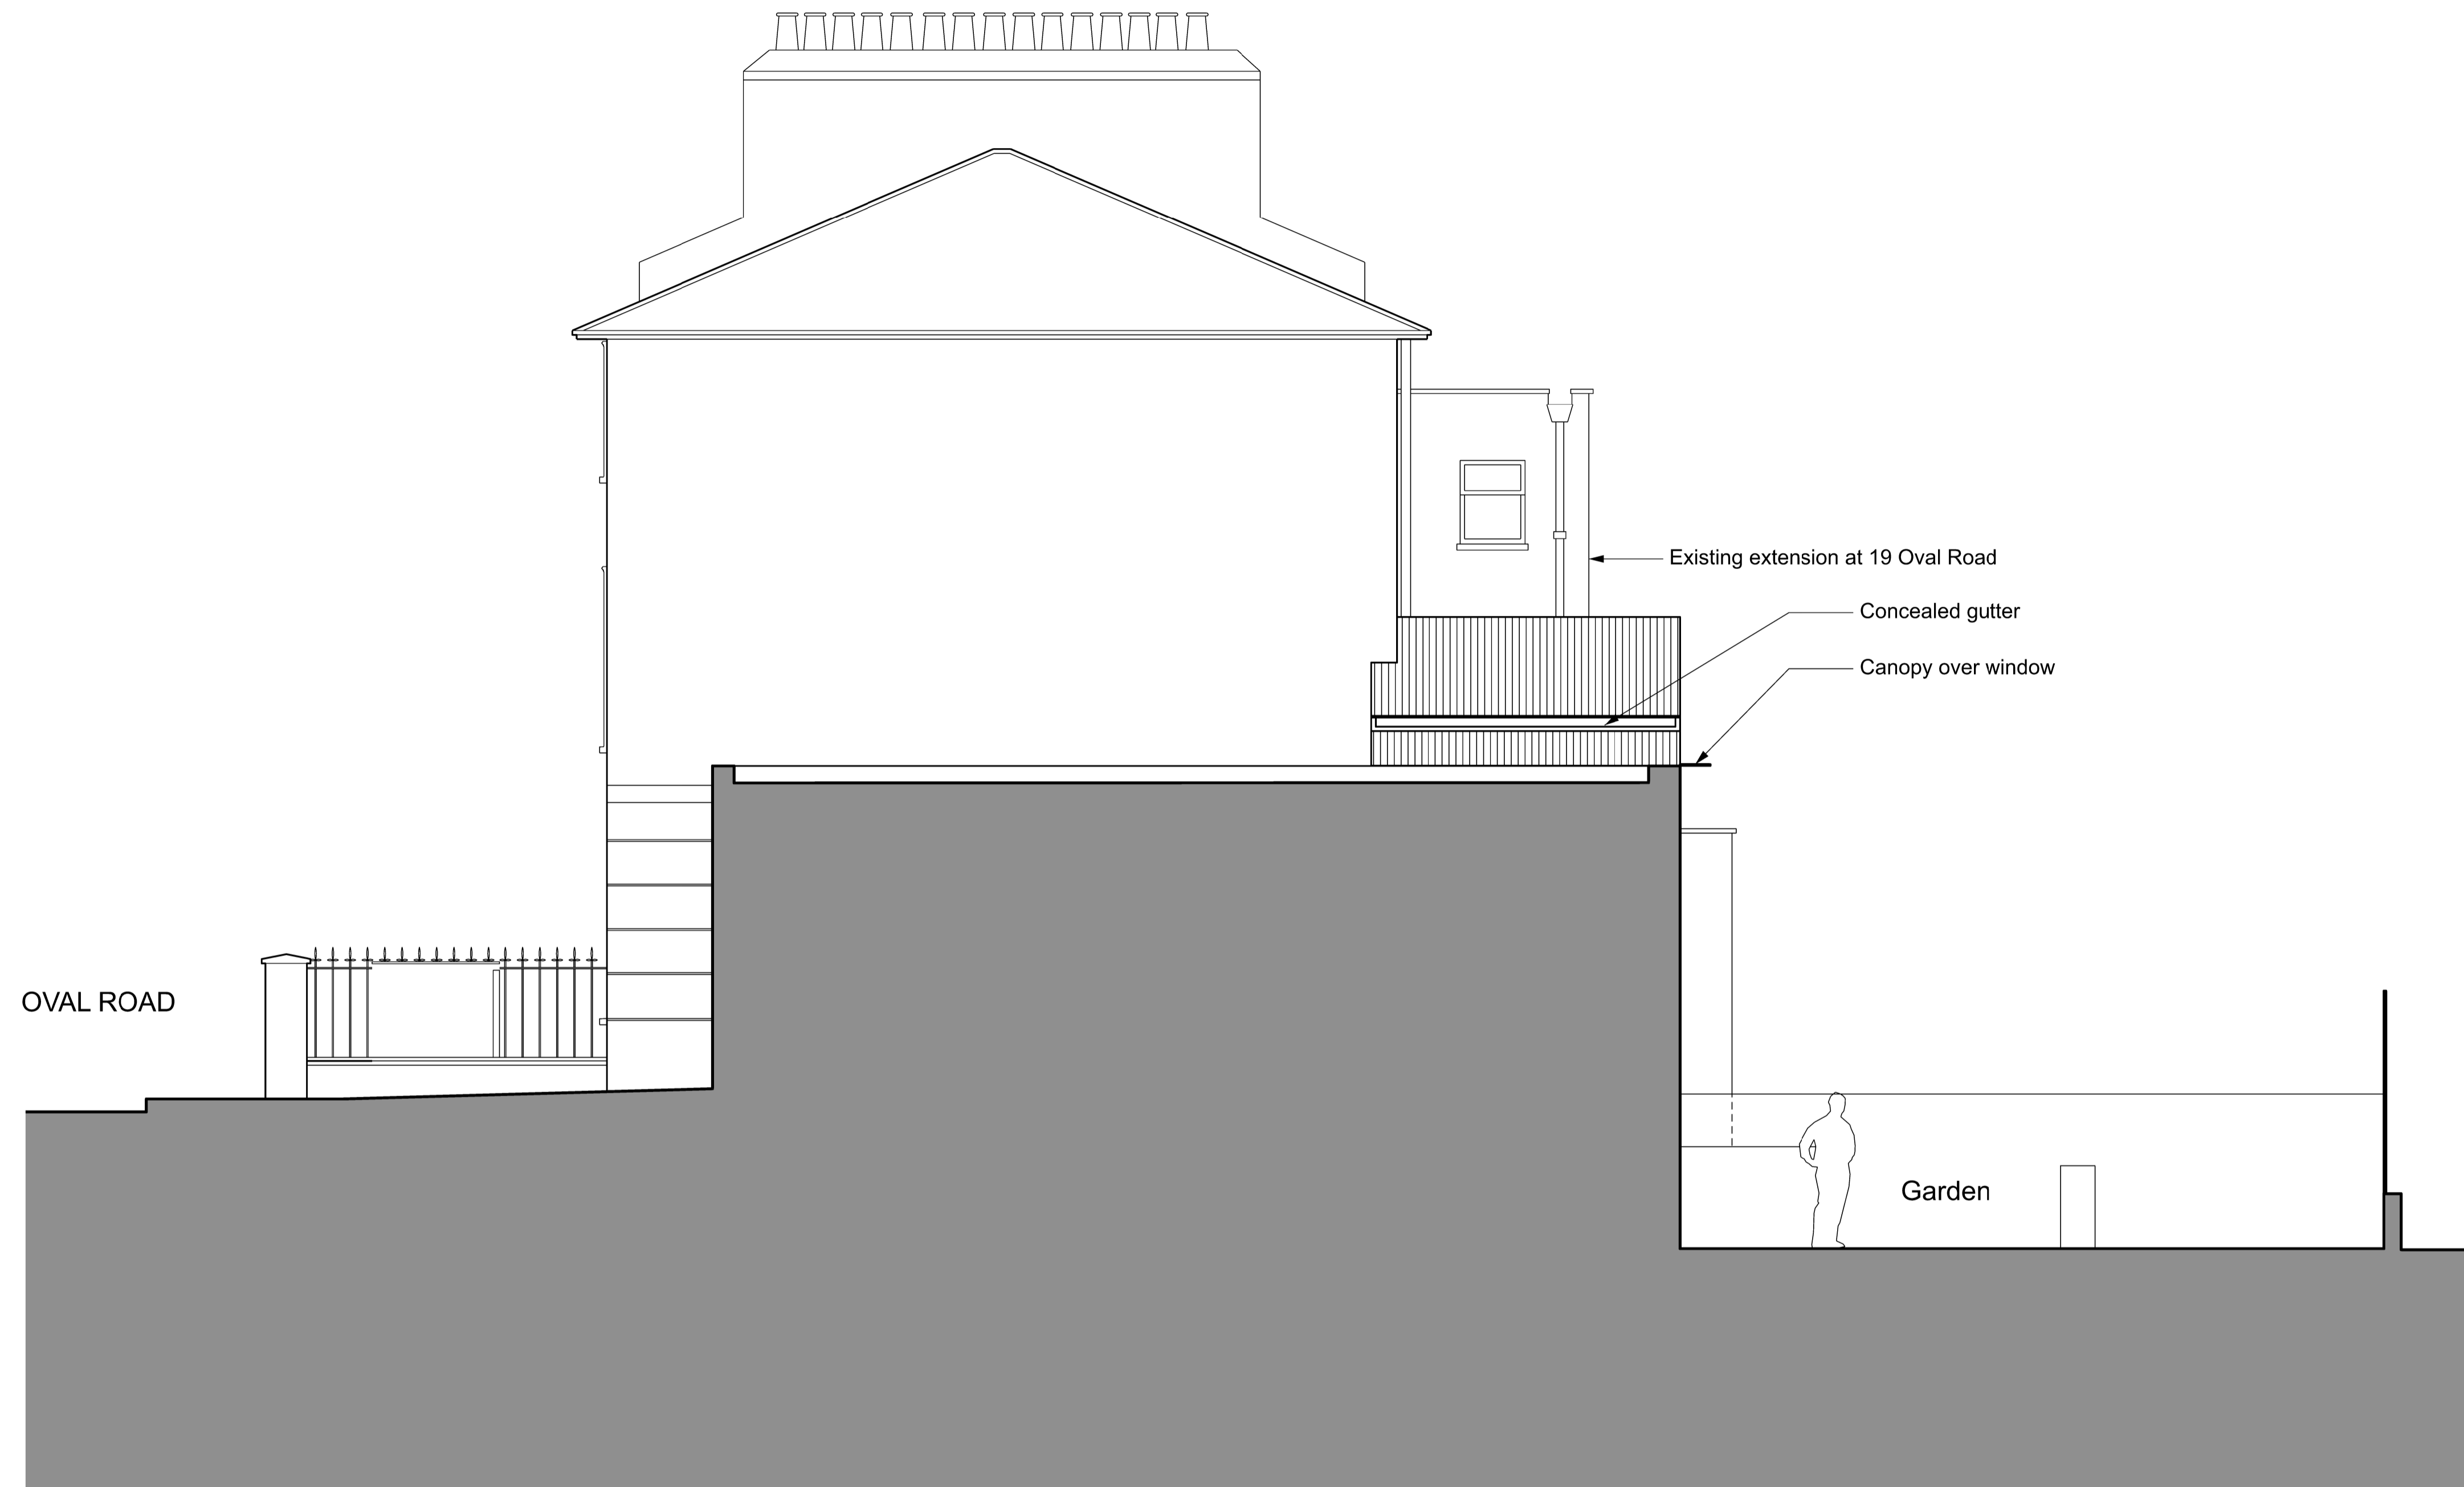 Existing extension at 19 Oval Road
Concealed gutter
Canopy over window
OVAL ROAD
Garden